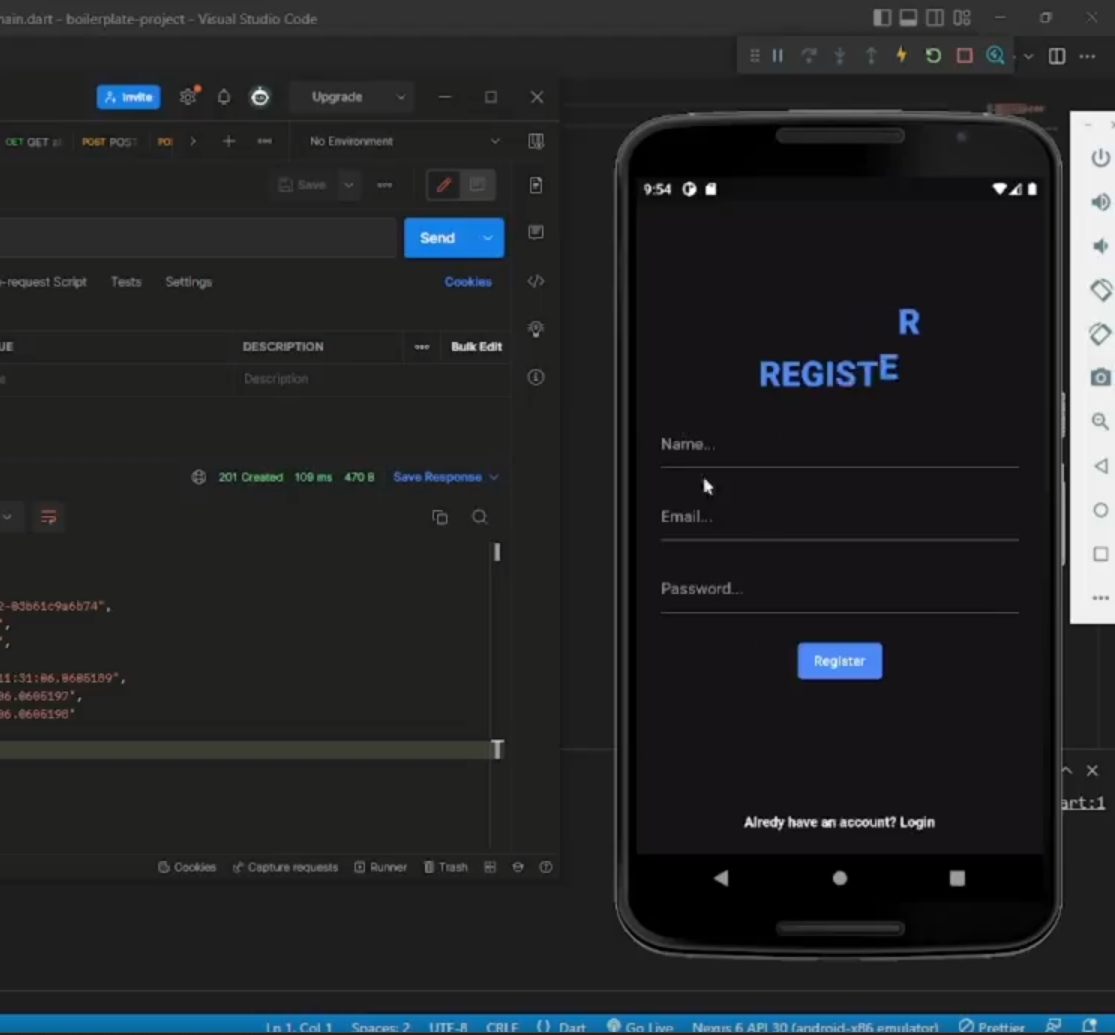 main.dart - boilerplate-project - Visual Studio Code
Invite
Upgrade
GET GET
POST POST
No Environment
Save
Send
-request Script Tests Settings
Cookies
UE
DESCRIPTION
Bulk Edit
Description
201 Created 109 ms 470 B Save Response
2-03b61c9a6b74",
",
",
11:31:06.0605189",
06.0605197",
06.0605198"
Cookies
Capture requests
Runner
Trash
9:54
REGISTER
Name...
Email...
Password...
Register
Alredy have an account? Login
art:1
Ln 1, Col 1 Spaces: 2 UTF-8 CRLF {} Dart Go Live Nexus 6 API 30 (android-x86 emulator) Prettier